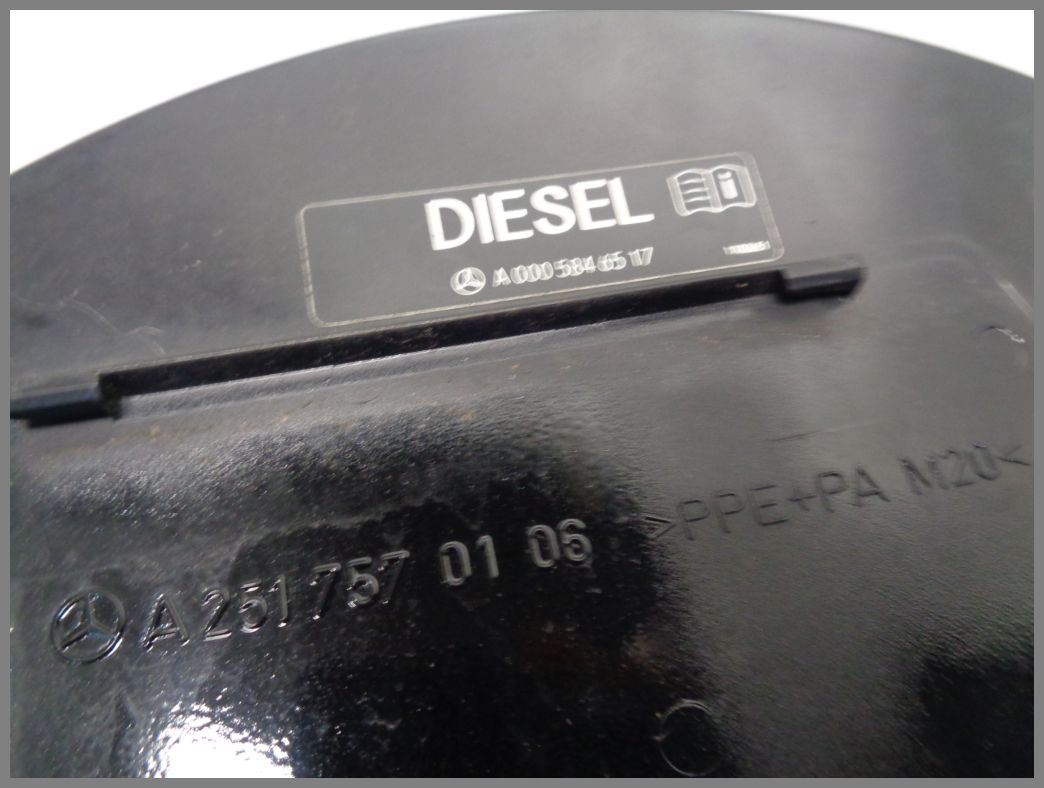 DIESEL
A 000 584 65 17
A 251 757 01 06
>PPE+PA M20<